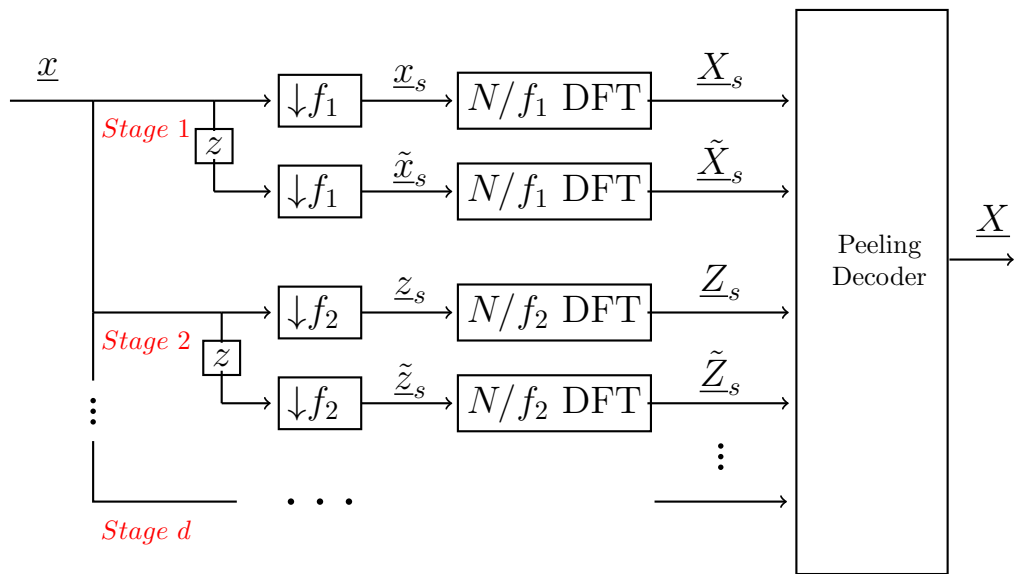 x
Stage 1
z
↓f₁
x_s
N/f₁ DFT
X_s
↓f₁
x̃_s
N/f₁ DFT
X̃_s
Stage 2
z
↓f₂
z_s
N/f₂ DFT
Z_s
↓f₂
z̃_s
N/f₂ DFT
Z̃_s
Stage d
Peeling
Decoder
X